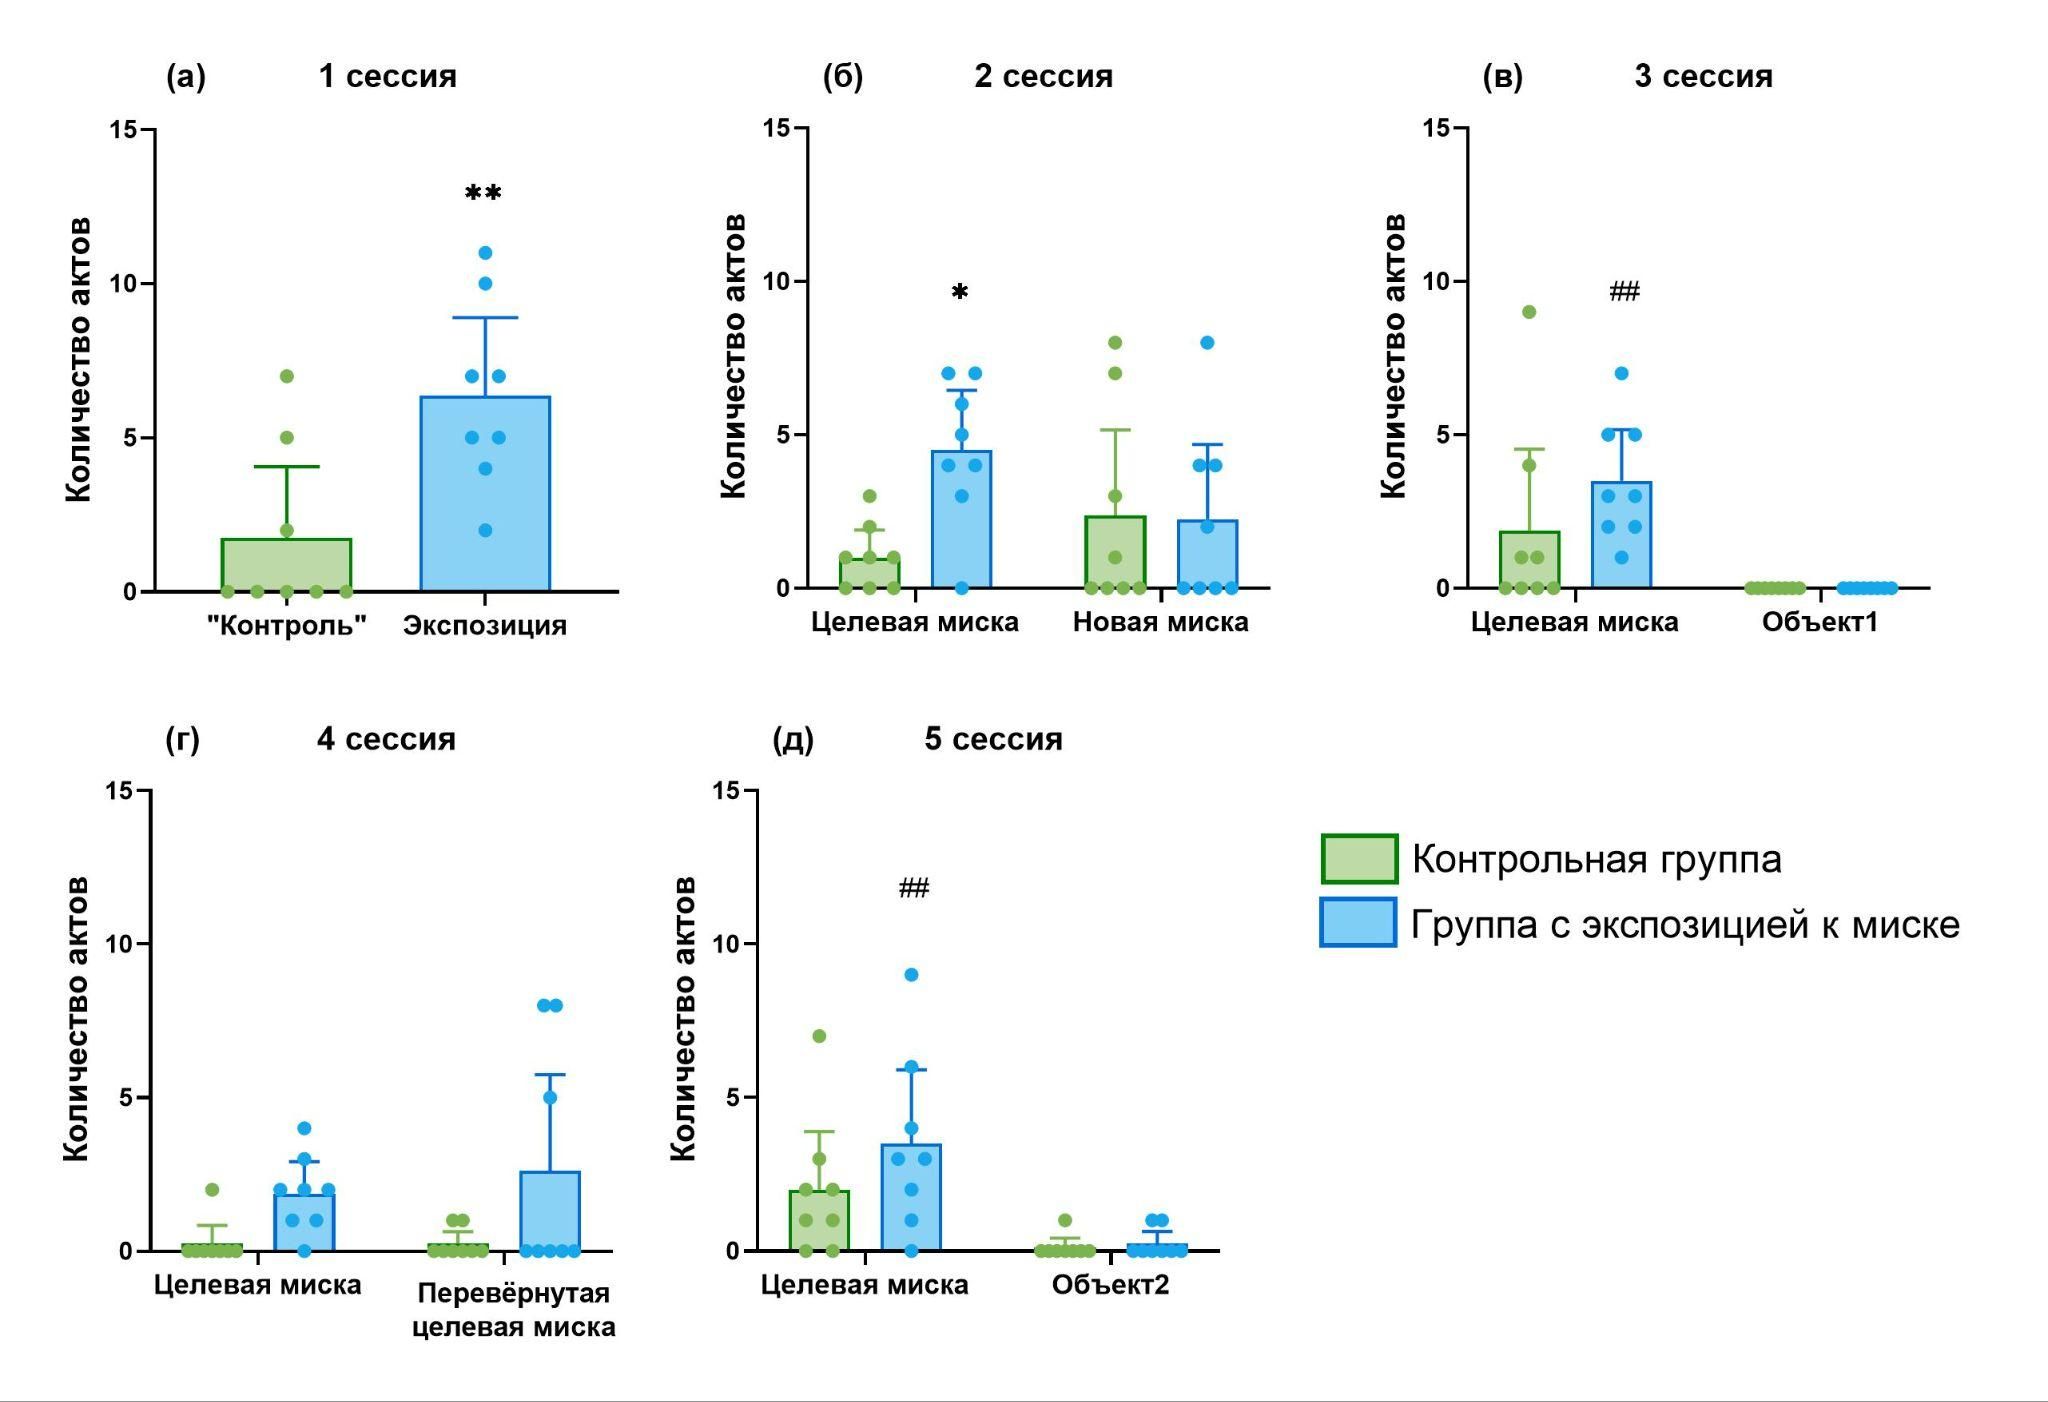 (а) 1 сессия
15
10
5
0
Количество актов
**
"Контроль" Экспозиция
(б) 2 сессия
15
10
5
0
Количество актов
*
Целевая миска Новая миска
(в) 3 сессия
15
10
5
0
Количество актов
##
Целевая миска Объект1
(г) 4 сессия
15
10
5
0
Количество актов
Целевая миска Перевёрнутая
целевая миска
(д) 5 сессия
15
10
5
0
Количество актов
##
Целевая миска Объект2
Контрольная группа
Группа с экспозицией к миске